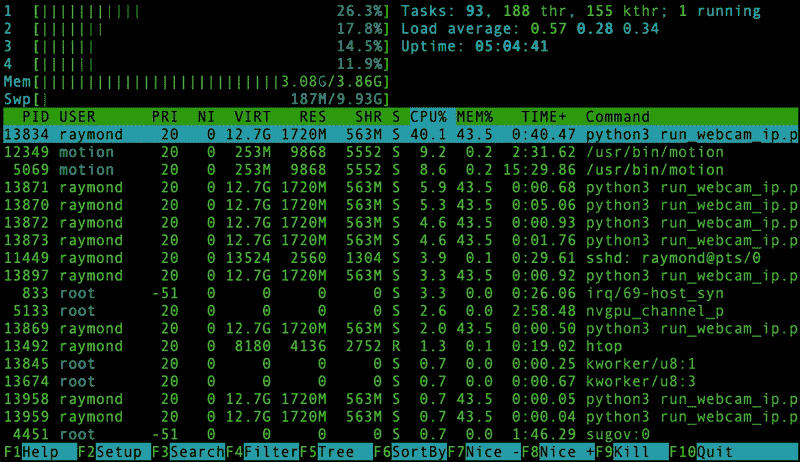 1 [||||||||||| 26.3%] Tasks: 93, 188 thr, 155 kthr; 1 running
2 [||||||| 17.8%] Load average: 0.57 0.28 0.34
3 [|||||| 14.5%] Uptime: 05:04:41
4 [|||||| 11.9%]
Mem[|||||||||||||||||||||||||3.08G/3.86G]
Swp[| 187M/9.93G]
PID USER PRI NI VIRT RES SHR S CPU% MEM% TIME+ Command
13834 raymond 20 0 12.7G 1720M 563M S 40.1 43.5 0:40.47 python3 run_webcam_ip.p
12349 motion 20 0 253M 9868 5552 S 9.2 0.2 2:31.62 /usr/bin/motion
5069 motion 20 0 253M 9868 5552 S 8.6 0.2 15:29.86 /usr/bin/motion
13871 raymond 20 0 12.7G 1720M 563M S 5.9 43.5 0:00.68 python3 run_webcam_ip.p
13870 raymond 20 0 12.7G 1720M 563M S 5.3 43.5 0:05.06 python3 run_webcam_ip.p
13872 raymond 20 0 12.7G 1720M 563M S 4.6 43.5 0:00.93 python3 run_webcam_ip.p
13873 raymond 20 0 12.7G 1720M 563M S 4.6 43.5 0:01.76 python3 run_webcam_ip.p
11449 raymond 20 0 13524 2560 1304 S 3.9 0.1 0:29.61 sshd: raymond@pts/0
13897 raymond 20 0 12.7G 1720M 563M S 3.3 43.5 0:00.92 python3 run_webcam_ip.p
833 root -51 0 0 0 0 S 3.3 0.0 0:26.06 irq/69-host_syn
5133 root 20 0 0 0 0 S 2.6 0.0 2:58.48 nvgpu_channel_p
13869 raymond 20 0 12.7G 1720M 563M S 2.0 43.5 0:00.50 python3 run_webcam_ip.p
13492 raymond 20 0 8180 4136 2752 R 1.3 0.1 0:19.02 htop
13845 root 20 0 0 0 0 S 0.7 0.0 0:00.25 kworker/u8:1
13674 root 20 0 0 0 0 S 0.7 0.0 0:00.67 kworker/u8:3
13958 raymond 20 0 12.7G 1720M 563M S 0.7 43.5 0:00.05 python3 run_webcam_ip.p
13959 raymond 20 0 12.7G 1720M 563M S 0.7 43.5 0:00.04 python3 run_webcam_ip.p
4451 root -51 0 0 0 0 S 0.7 0.0 1:46.29 sugov:0
F1Help F2Setup F3SearchF4FilterF5Tree F6SortByF7Nice -F8Nice +F9Kill F10Quit